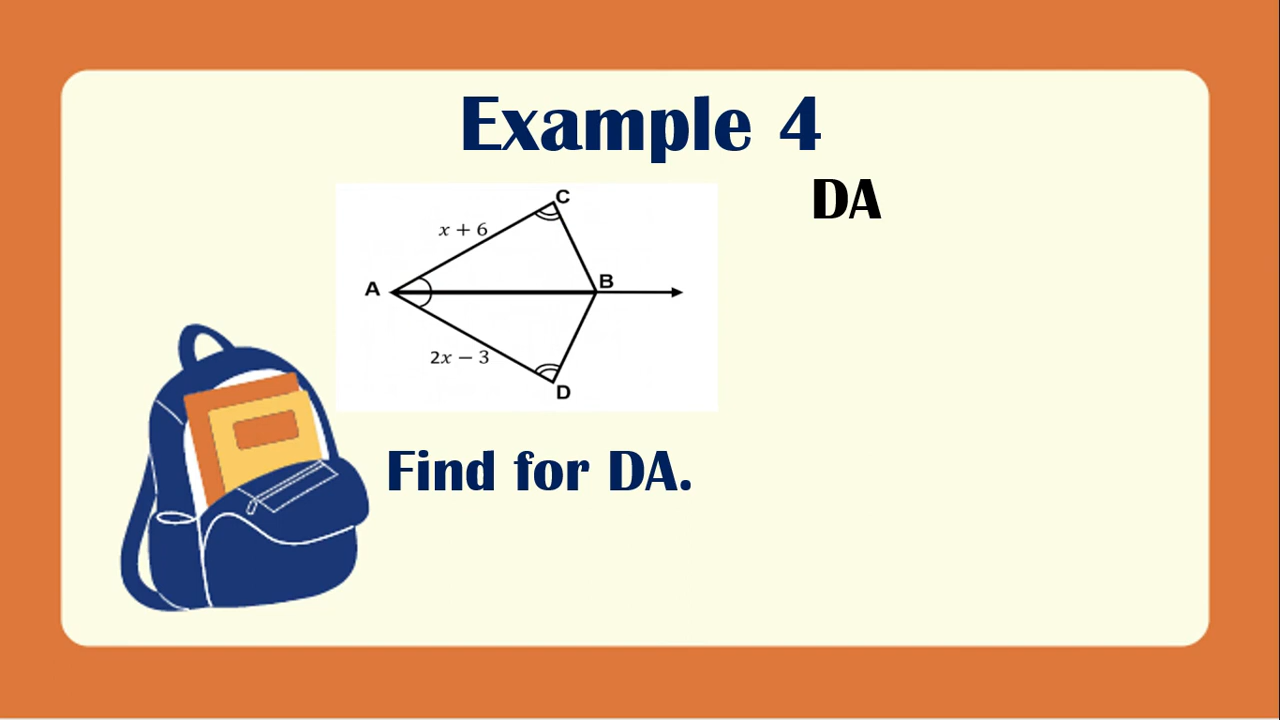 Example 4
DA
C
x + 6
A
B
2x − 3
D
Find for DA.